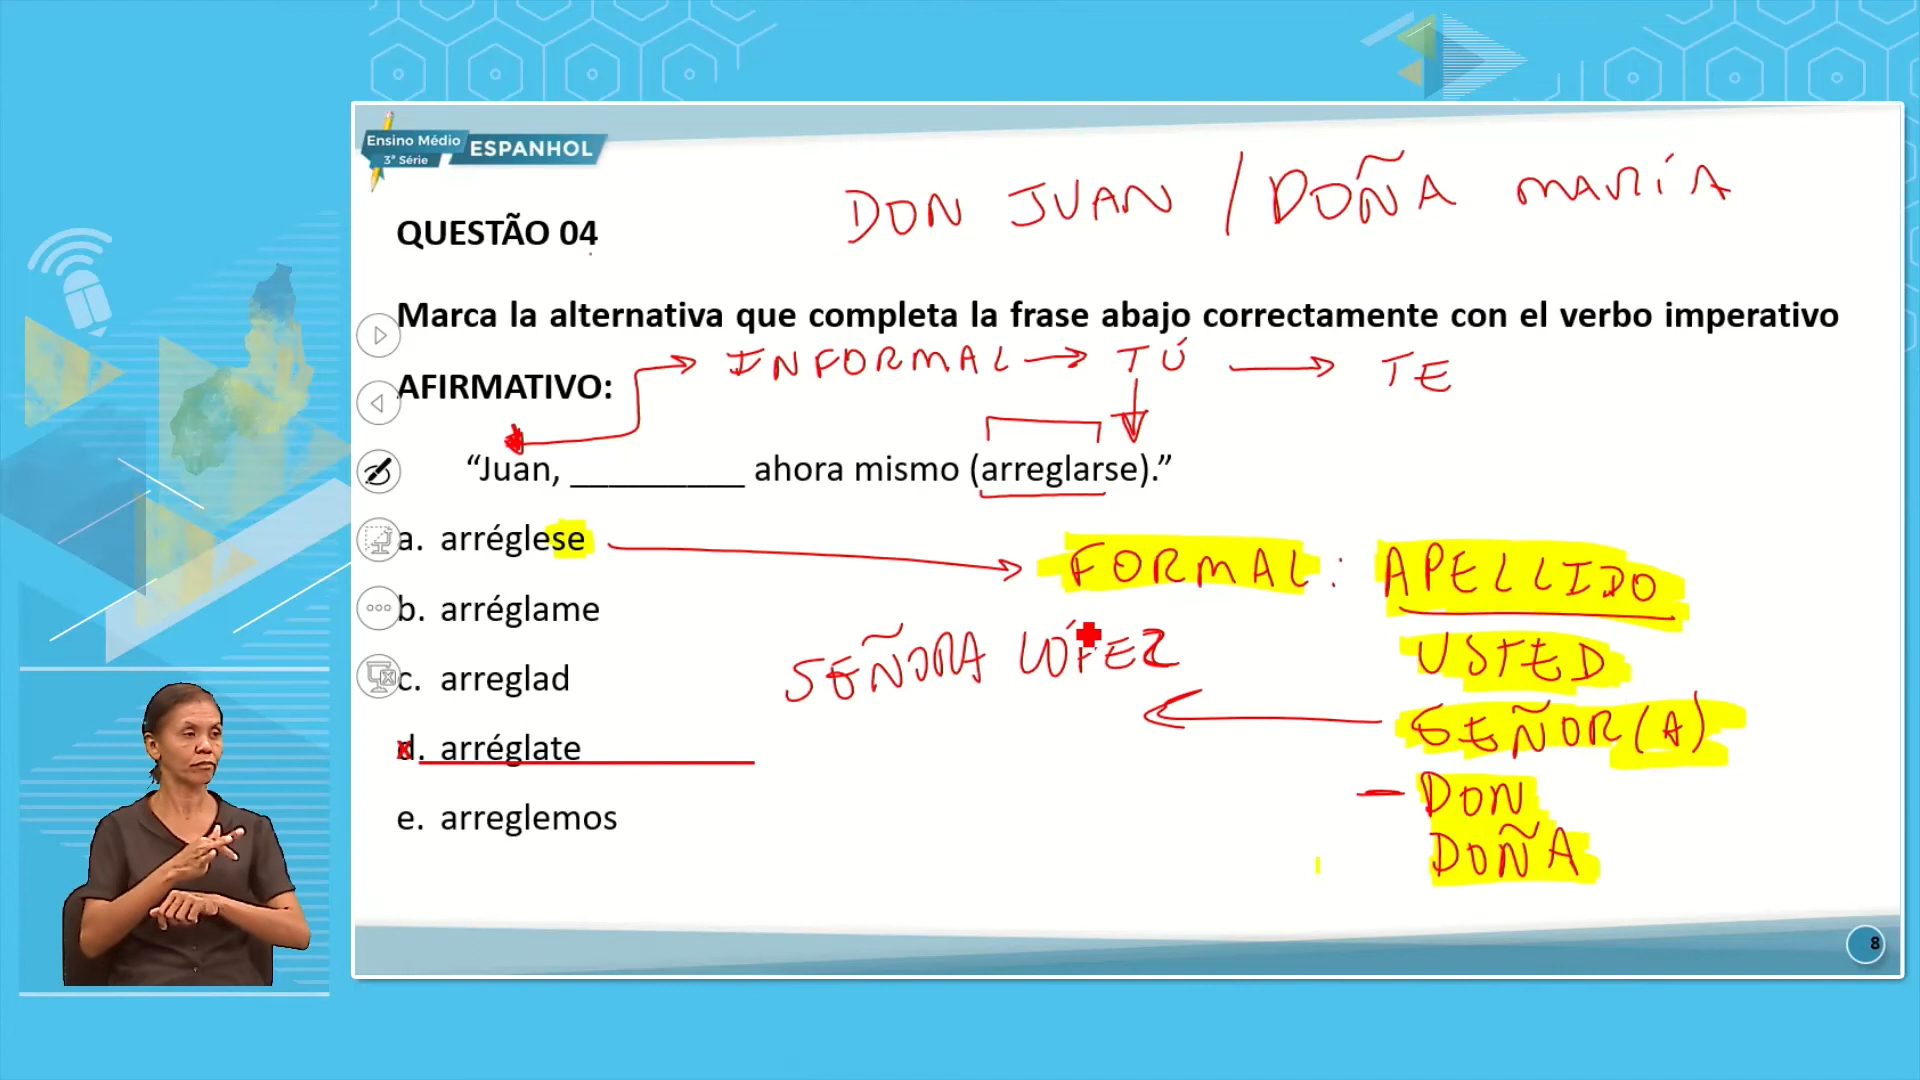 Ensino Médio
3ª Série
ESPANHOL
DON JUAN / DOÑA MARÍA
QUESTÃO 04
Marca la alternativa que completa la frase abajo correctamente con el verbo imperativo
AFIRMATIVO:
INFORMAL → TÚ → TE
“Juan, _________ ahora mismo (arreglarse).”
a. arréglese
FORMAL: APELLIDO
b. arréglame
USTED
SEÑORA LÓPEZ
c. arreglad
SEÑOR(A)
x
d. arréglate
DON
e. arreglemos
DOÑA
8